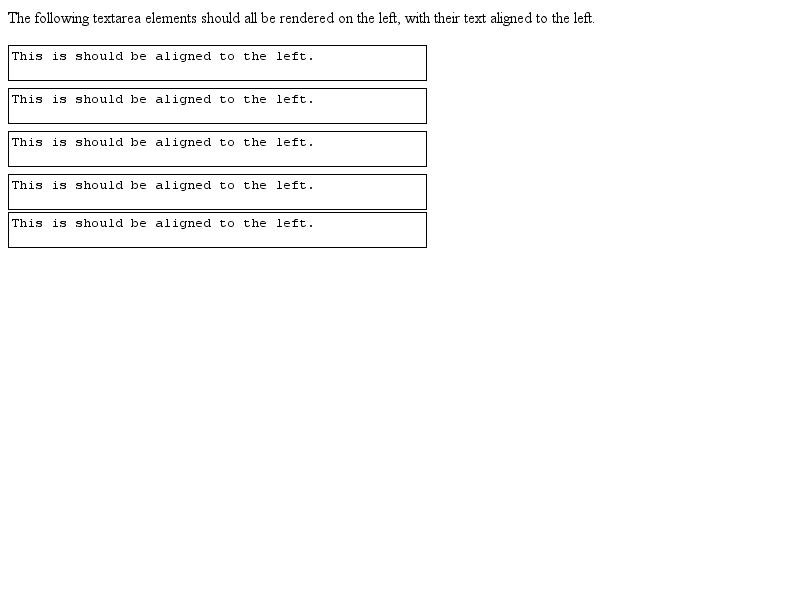 The following textarea elements should all be rendered on the left, with their text aligned to the left.
This is should be aligned to the left.
This is should be aligned to the left.
This is should be aligned to the left.
This is should be aligned to the left.
This is should be aligned to the left.